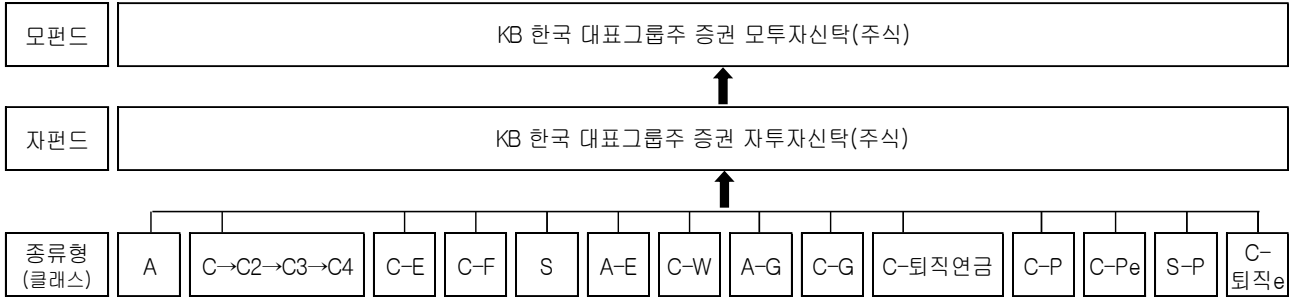 모펀드
KB 한국 대표그룹주 증권 모투자신탁(주식)
자펀드
KB 한국 대표그룹주 증권 자투자신탁(주식)
종류형
(클래스)
A
C→C2→C3→C4
C-E
C-F
S
A-E
C-W
A-G
C-G
C-퇴직연금
C-P
C-Pe
S-P
C-
퇴직e